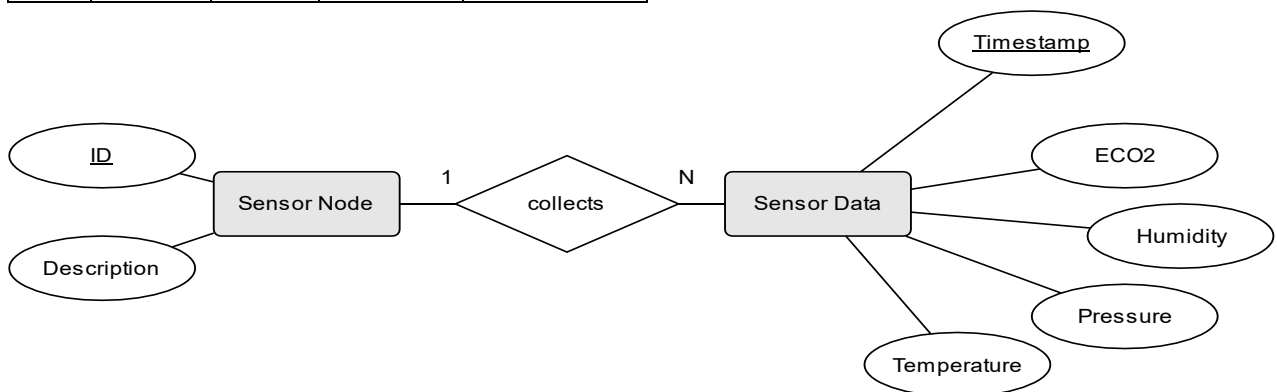 Timestamp
ID
ECO2
1
N
Sensor Node
collects
Sensor Data
Humidity
Description
Pressure
Temperature